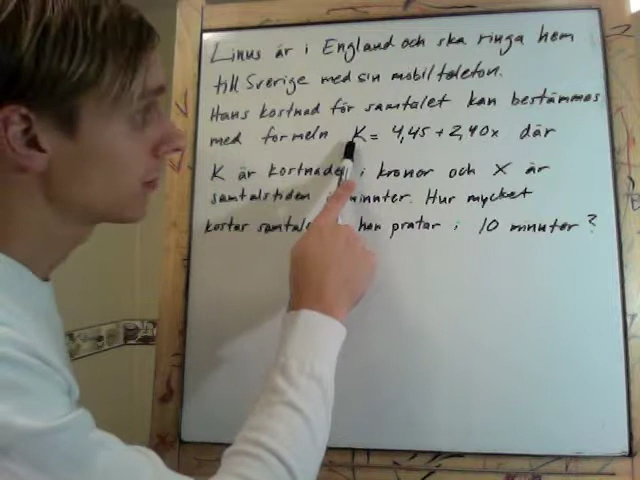 Linus är i England och ska ringa hem
till Sverige med sin mobiltelefon.
Hans kostnad för samtalet kan bestämmas
med formeln K = 4,45 + 2,40x där
K är kostnaden i kronor och X är
samtalstiden minuter. Hur mycket
kostar han pratar i 10 minuter?